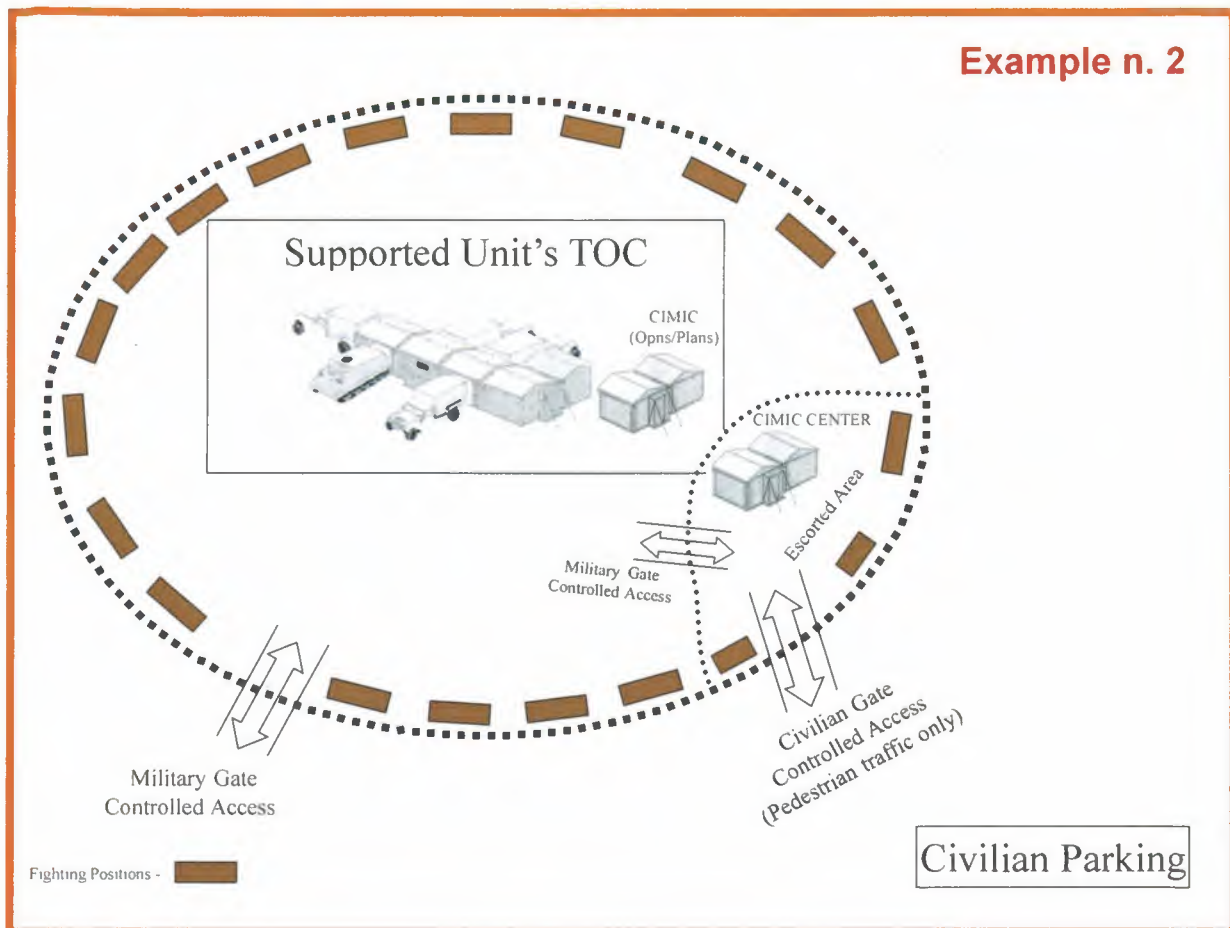 Example n. 2
Supported Unit's TOC
CIMIC
(Opns/Plans)
CIMIC CENTER
Escorted Area
Military Gate
Controlled Access
Civilian Gate
Controlled Access
(Pedestrian traffic only)
Military Gate
Controlled Access
Civilian Parking
Fighting Positions -